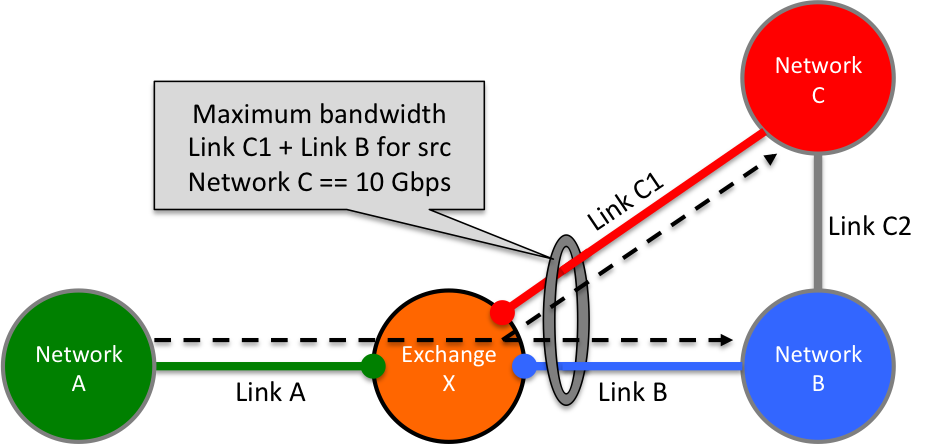 Network
C
Maximum bandwidth
Link C1 + Link B for src
Network C == 10 Gbps
Link C1
Link C2
Network
A
Exchange
X
Network
B
Link A
Link B